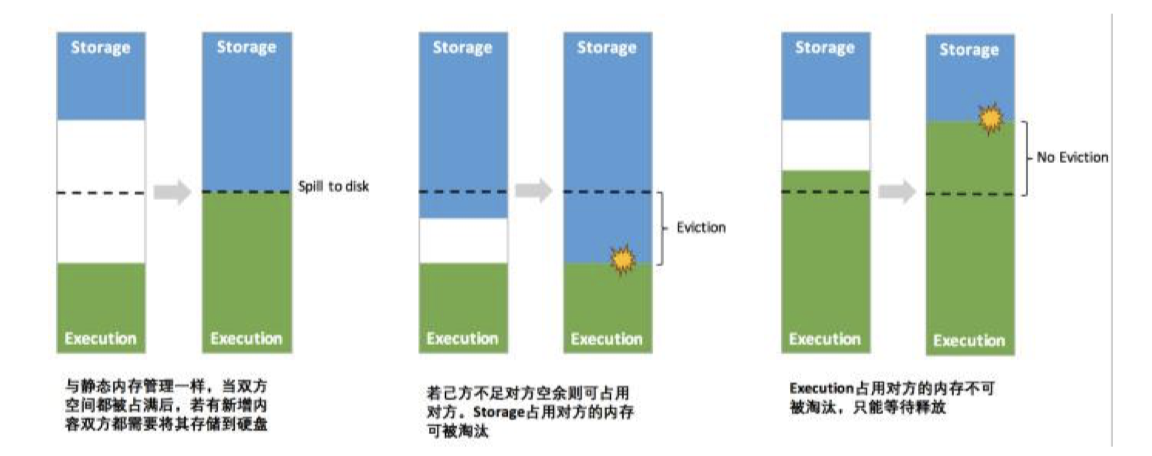 Storage
Storage
Spill to disk
Execution
Execution
与静态内存管理一样，当双方
空间都被占满后，若有新增内
容双方都需要将其存储到硬盘
Storage
Storage
Eviction
Execution
Execution
若己方不足对方空余则可占用
对方。Storage占用对方的内存
可被淘汰
Storage
Storage
No Eviction
Execution
Execution
Execution占用对方的内存不可
被淘汰，只能等待释放